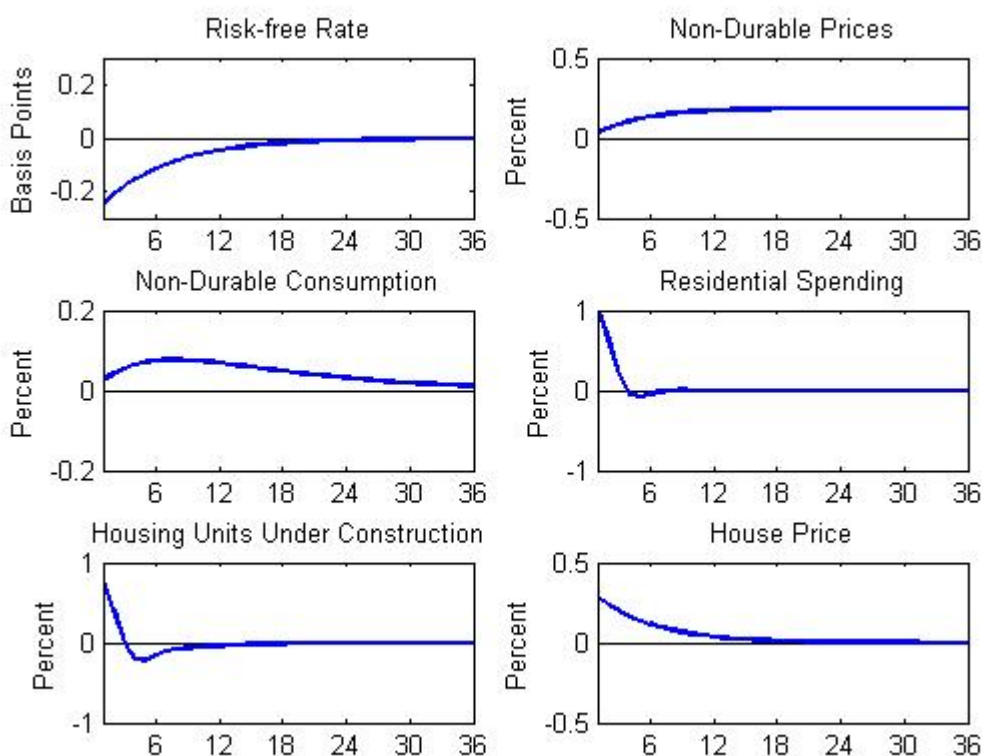 Risk-free Rate
Basis Points
0.2
0
-0.2
6 12 18 24 30 36
Non-Durable Prices
Percent
0.5
0
-0.5
6 12 18 24 30 36
Non-Durable Consumption
Percent
0.2
0
-0.2
6 12 18 24 30 36
Residential Spending
Percent
1
0
-1
6 12 18 24 30 36
Housing Units Under Construction
Percent
1
0
-1
6 12 18 24 30 36
House Price
Percent
0.5
0
-0.5
6 12 18 24 30 36